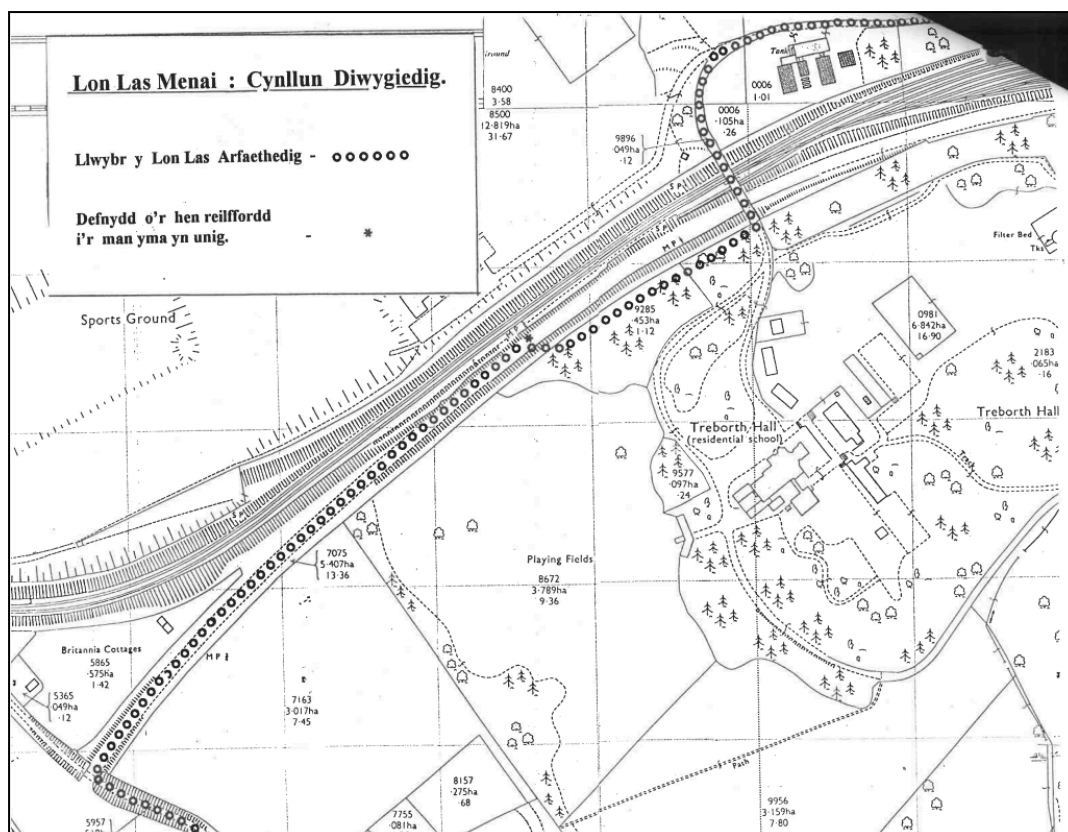 Lon Las Menai : Cynllun Diwygiedig.
Llwybr y Lon Las Arfaethedig -
Defnydd o'r hen reilffordd
i'r man yma yn unig. - *
8400
3·58
8500
12·819ha
31·67
Tank
0006
1·01
0006
·105ha
·26
9896
·049ha
·12
S P
S P
M P
Filter Bed
Tks
Sports Ground
M P
9285
·453ha
1·12
0981
6·842ha
16·90
2183
·065ha
·16
Treborth Hall
(residential school)
Treborth Hall
9577
·097ha
·24
Track
S P
7075
5·407ha
13·36
Playing Fields
8672
3·789ha
9·36
Britannia Cottages
5865
·575ha
1·42
M P
5365
·049ha
·12
7163
3·017ha
7·45
Path
8157
·275ha
·68
7755
·081ha
9956
3·159ha
7·80
5957